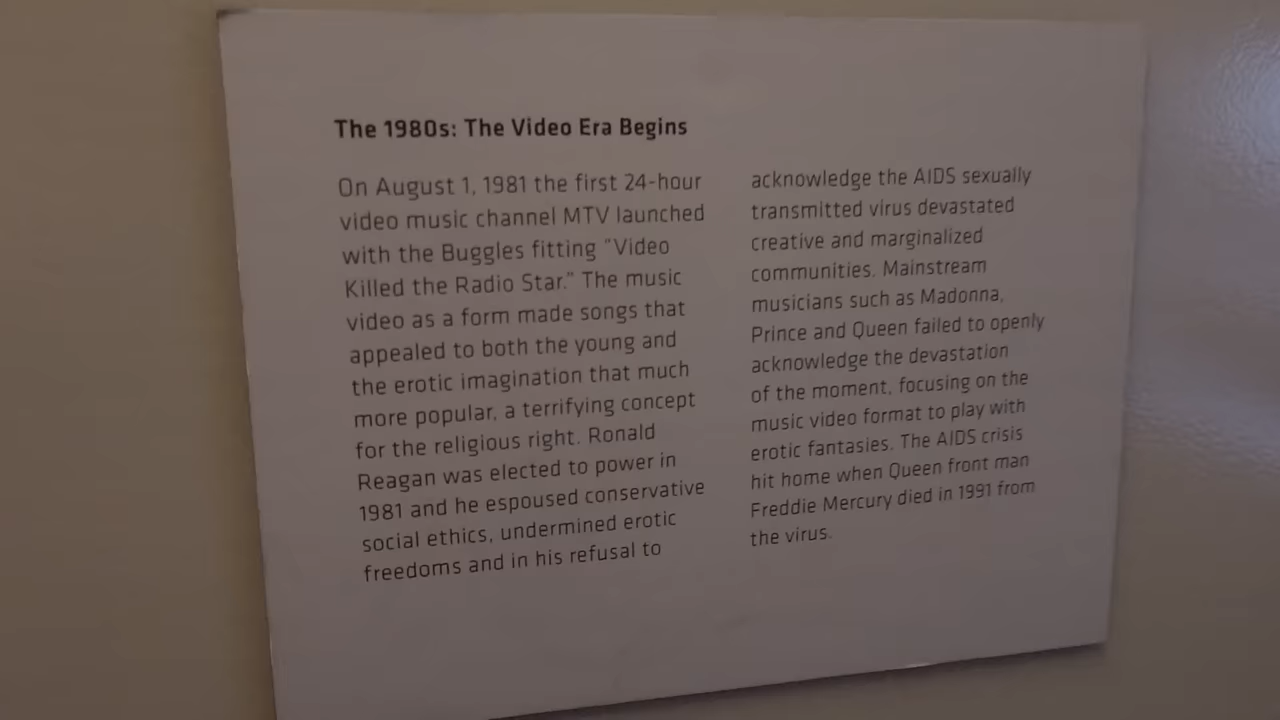 The 1980s: The Video Era Begins
On August 1, 1981 the first 24-hour
video music channel MTV launched
with the Buggles fitting “Video
Killed the Radio Star.” The music
video as a form made songs that
appealed to both the young and
the erotic imagination that much
more popular, a terrifying concept
for the religious right. Ronald
Reagan was elected to power in
1981 and he espoused conservative
social ethics, undermined erotic
freedoms and in his refusal to
acknowledge the AIDS sexually
transmitted virus devastated
creative and marginalized
communities. Mainstream
musicians such as Madonna,
Prince and Queen failed to openly
acknowledge the devastation
of the moment, focusing on the
music video format to play with
erotic fantasies. The AIDS crisis
hit home when Queen front man
Freddie Mercury died in 1991 from
the virus.